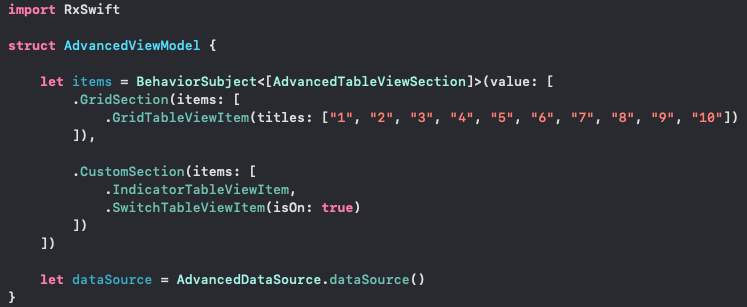 import RxSwift

struct AdvancedViewModel {

    let items = BehaviorSubject<[AdvancedTableViewSection]>(value: [
        .GridSection(items: [
            .GridTableViewItem(titles: ["1", "2", "3", "4", "5", "6", "7", "8", "9", "10"])
        ]),

        .CustomSection(items: [
            .IndicatorTableViewItem,
            .SwitchTableViewItem(isOn: true)
        ])
    ])

    let dataSource = AdvancedDataSource.dataSource()
}